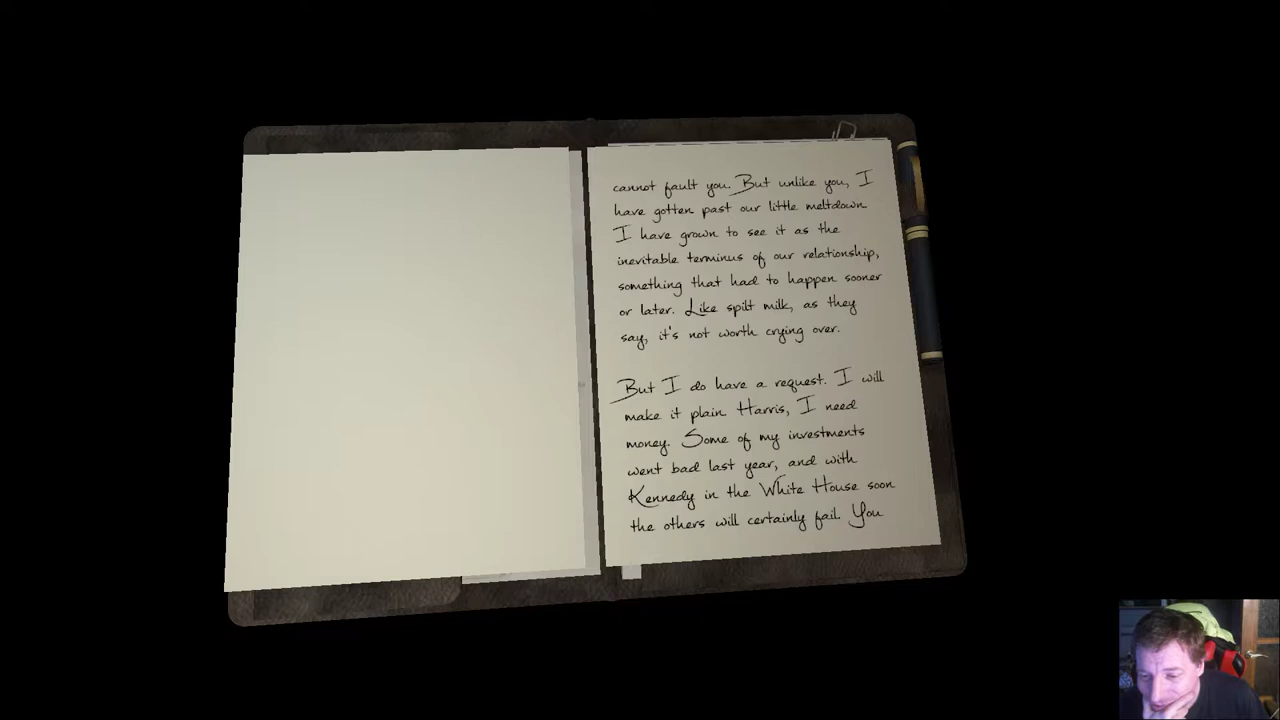 cannot fault you. But unlike you, I
have gotten past our little meltdown
I have grown to see it as the
inevitable terminus of our relationship,
something that had to happen sooner
or later. Like spilt milk, as they
say, it's not worth crying over.
But I do have a request. I will
make it plain Harris, I need
money. Some of my investments
went bad last year, and with
Kennedy in the White House soon
the others will certainly fail. You